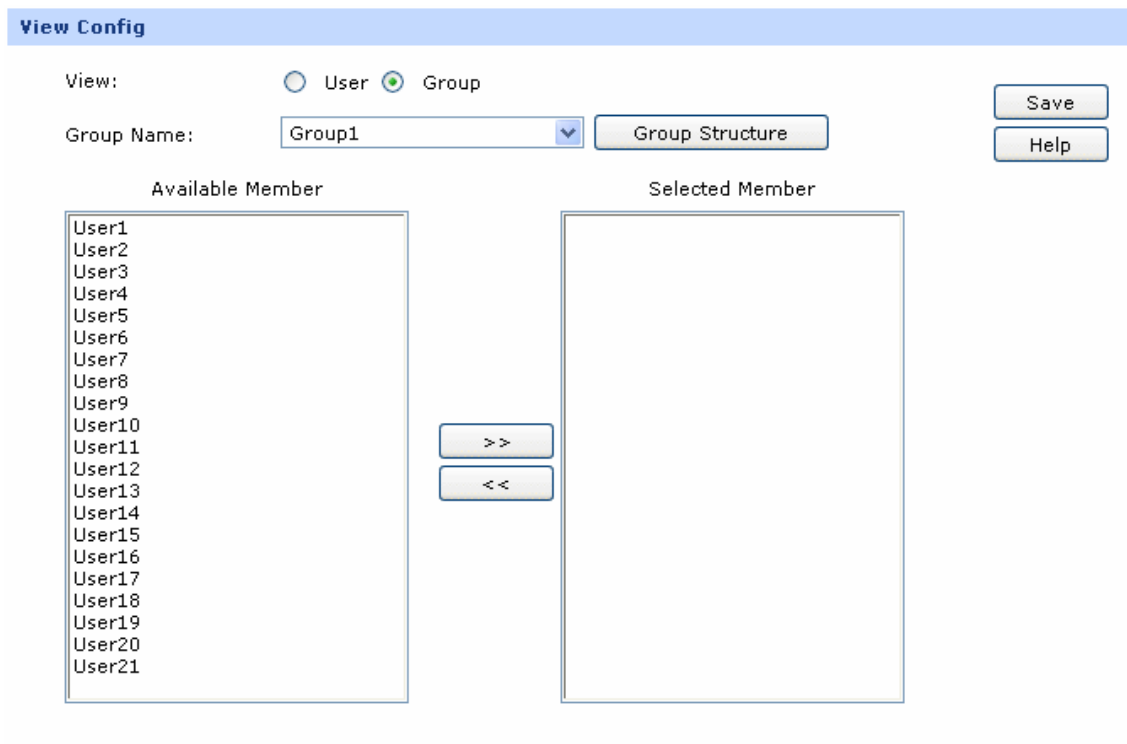 View Config
View: User Group
Save
Group Name: Group1 Group Structure
Help
Available Member Selected Member
User1
User2
User3
User4
User5
User6
User7
User8
User9
User10
User11
User12
User13
User14
User15
User16
User17
User18
User19
User20
User21
>>
<<